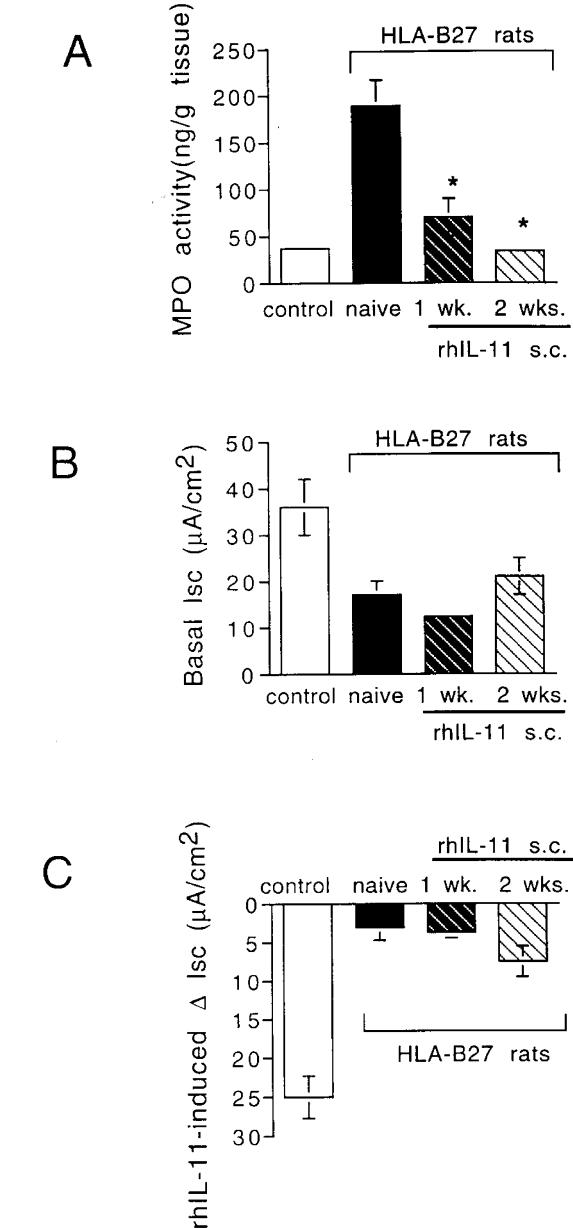 A
HLA-B27 rats
MPO activity(ng/g tissue)
250
200
150
100
50
0
*
*
control naive 1 wk. 2 wks.
rhIL-11 s.c.
B
HLA-B27 rats
Basal Isc (µA/cm²)
50
40
30
20
10
0
control naive 1 wk. 2 wks.
rhIL-11 s.c.
C
rhIL-11 s.c.
control naive 1 wk. 2 wks.
rhIL-11-induced Δ Isc (µA/cm²)
0
5
10
15
20
25
30
HLA-B27 rats